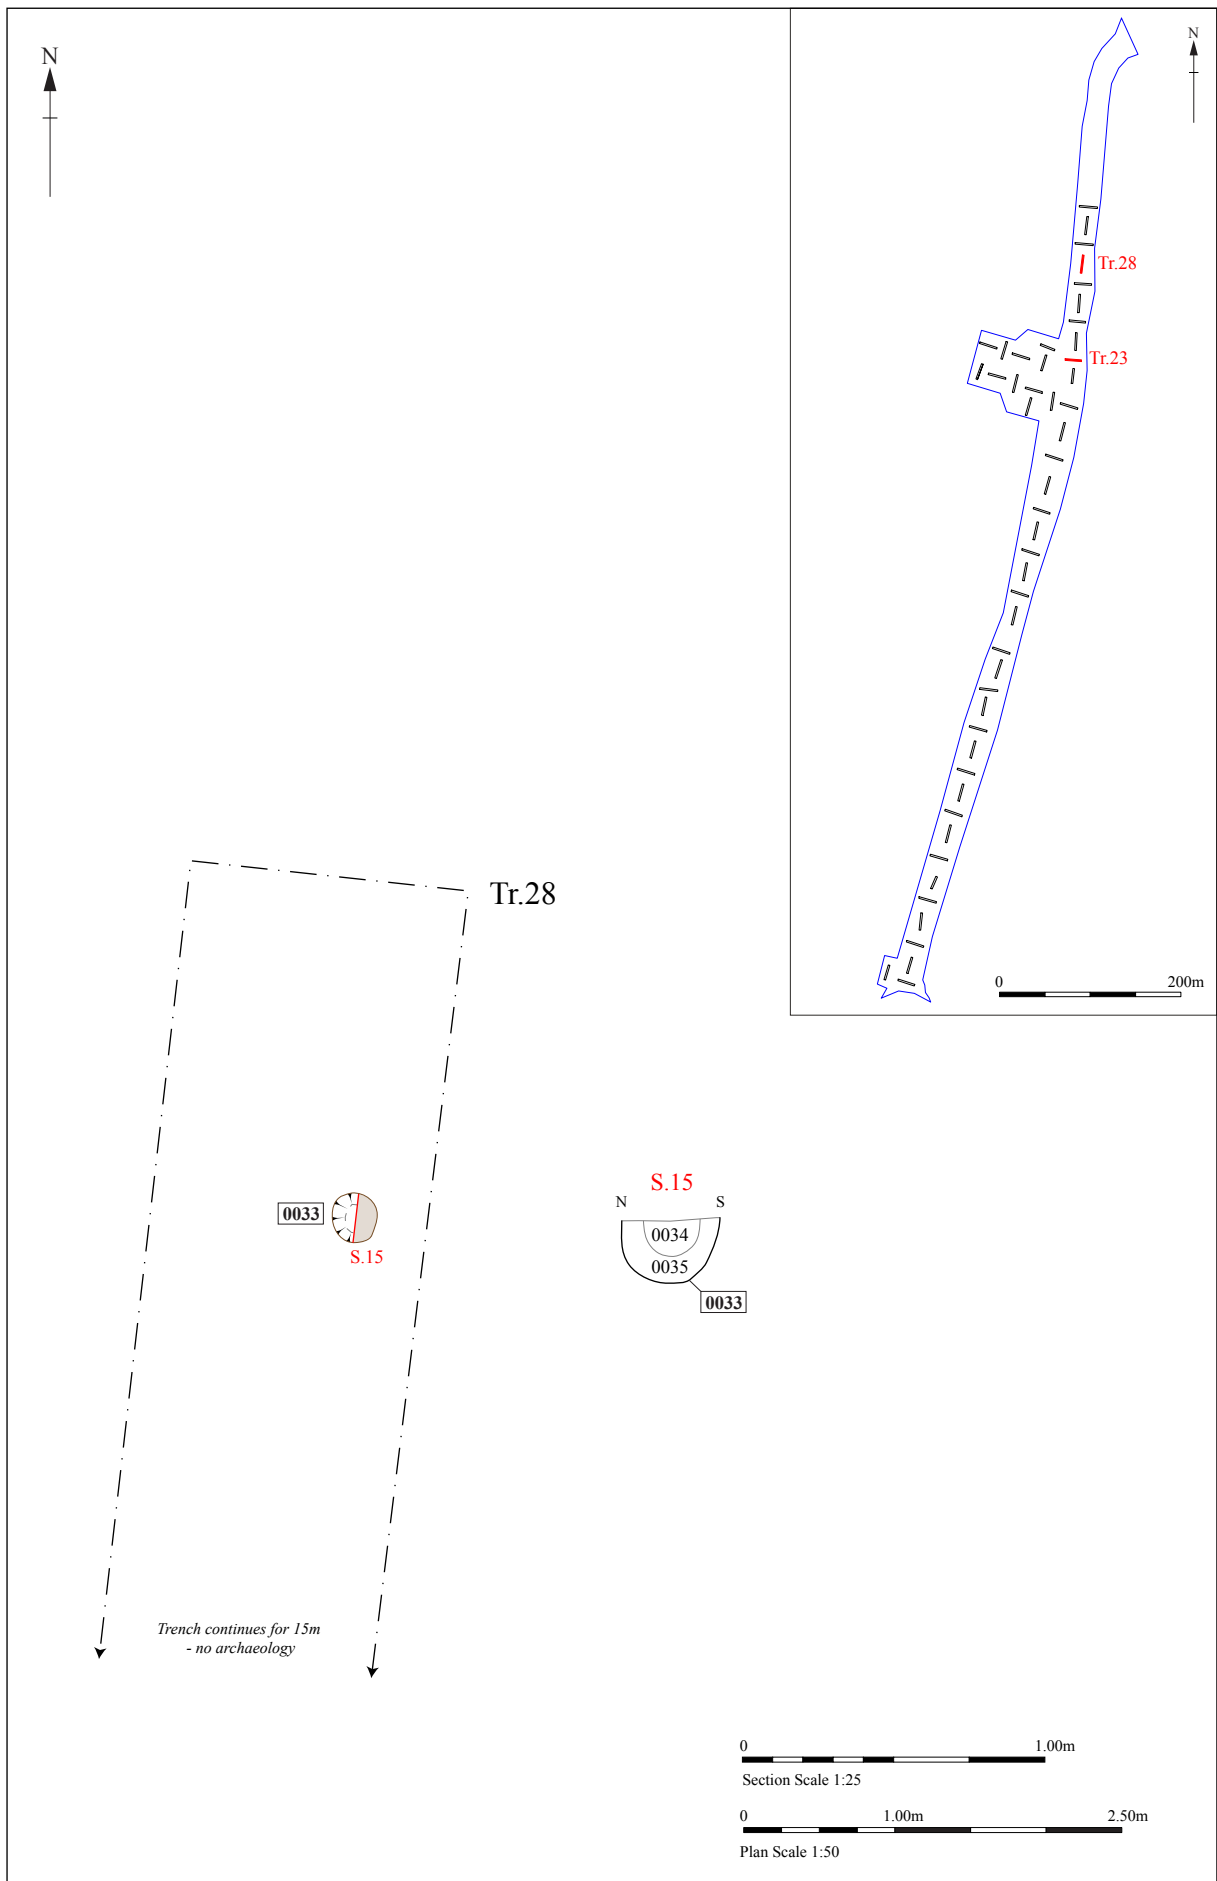 N
N
Tr.28
Tr.23
0
200m
Tr.28
S.15
N
S
0033
0034
S.15
0035
0033
Trench continues for 15m
- no archaeology
0
1.00m
Section Scale 1:25
0
1.00m
2.50m
Plan Scale 1:50